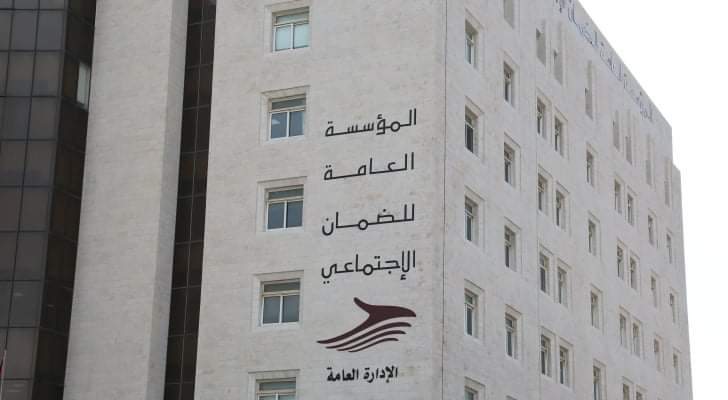 المؤسسة
العامة
للضمان
الإجتماعي
الإدارة العامة